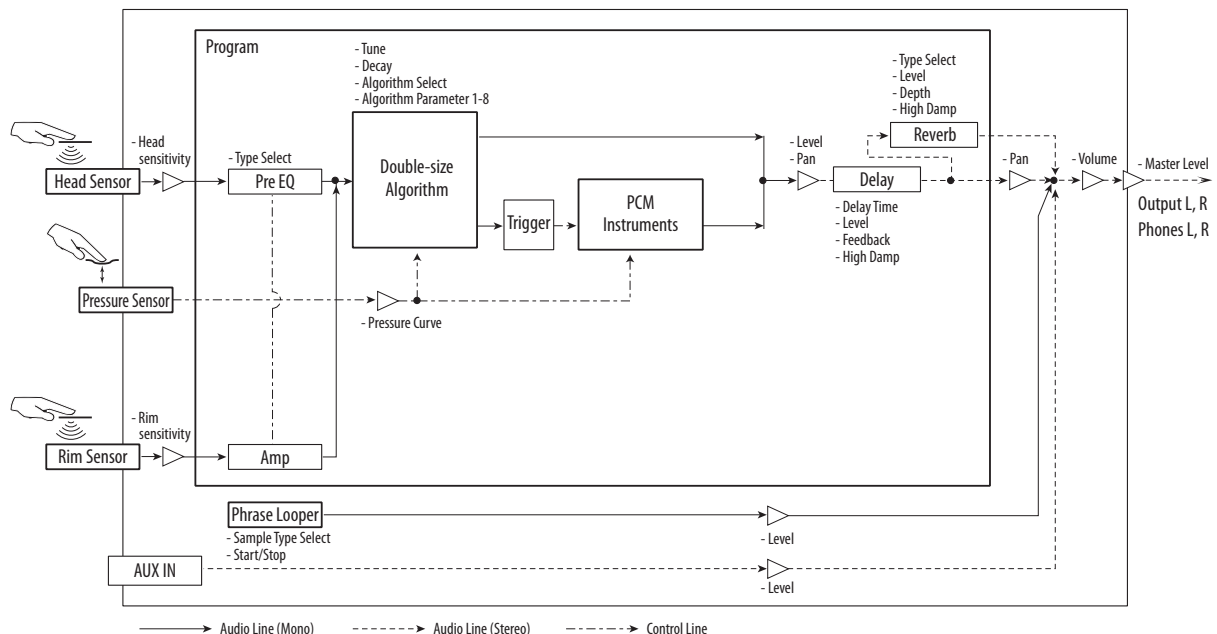 Program
- Tune
- Decay
- Algorithm Select
- Algorithm Parameter 1-8
- Type Select
- Level
- Depth
- High Damp
Reverb
- Head
sensitivity
Head Sensor
- Type Select
Pre EQ
Double-size
Algorithm
Trigger
PCM
Instruments
- Level
- Pan
Delay
- Delay Time
- Level
- Feedback
- High Damp
- Pan
- Volume
- Master Level
Output L, R
Phones L, R
Pressure Sensor
- Pressure Curve
- Rim
sensitivity
Rim Sensor
Amp
Phrase Looper
- Sample Type Select
- Start/Stop
- Level
AUX IN
- Level
Audio Line (Mono)
Audio Line (Stereo)
Control Line